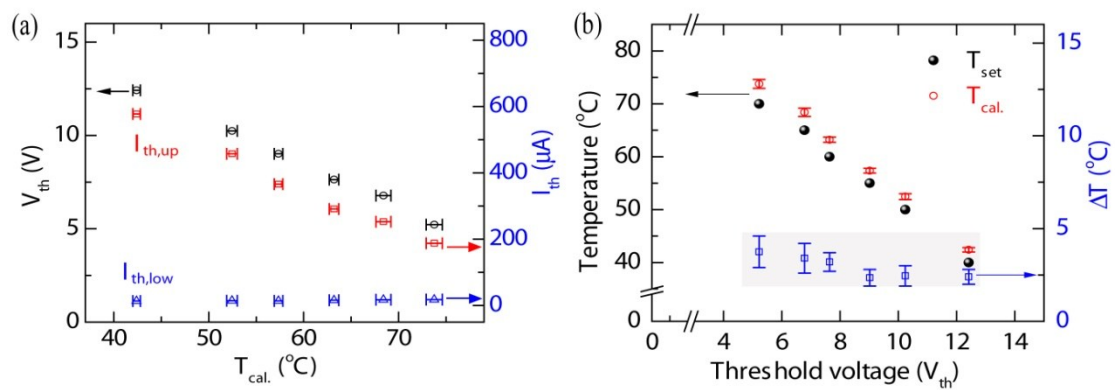 (a)
15
10
5
0
V_th (V)
I_th,up
I_th,low
800
600
400
200
0
I_th (μA)
40 50 60 70
T_cal. (°C)
(b)
80
70
60
50
40
0
Temperature (°C)
T_set
T_cal.
15
10
5
0
ΔT (°C)
0 4 6 8 10 12 14
Threshold voltage (V_th)